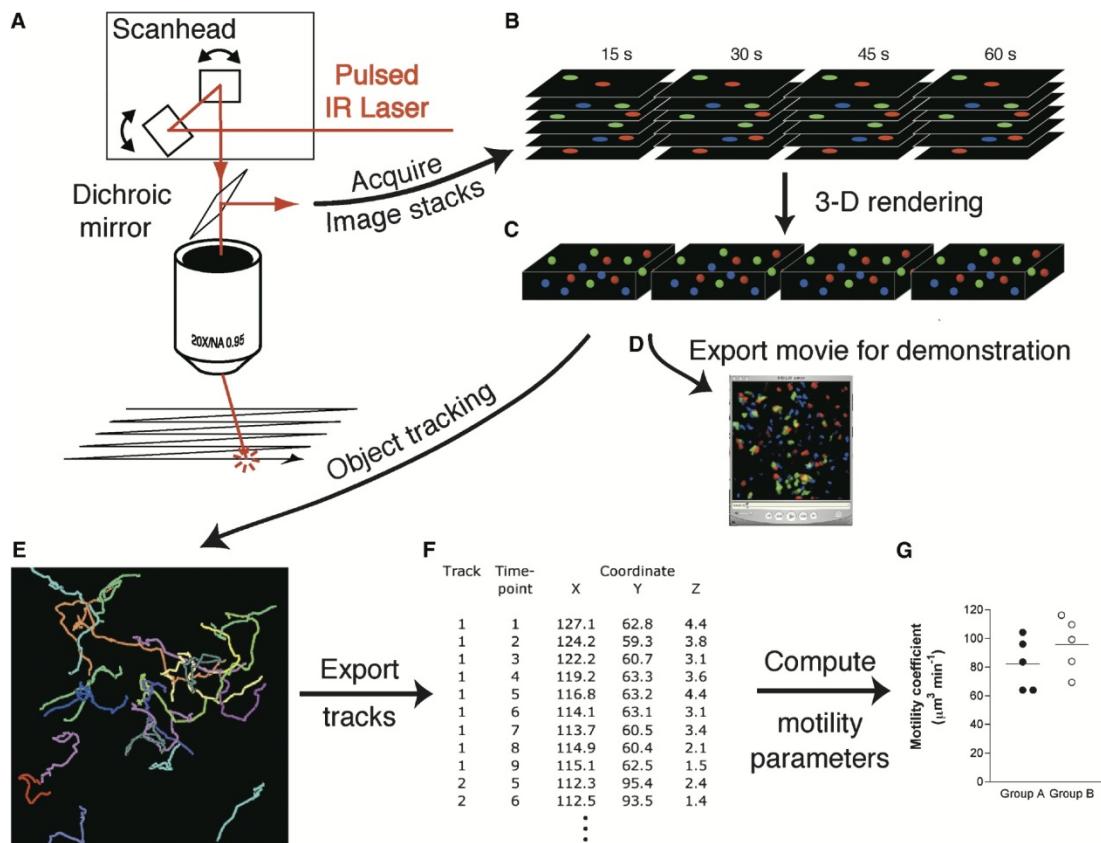 A
Scanhead
Pulsed
IR Laser
Dichroic
mirror
20X/NA 0.95
Acquire
Image stacks
B
15 s 30 s 45 s 60 s
3-D rendering
C
D
Export movie for demonstration
Object tracking
E
Export
tracks
F
Track Time- Coordinate
point X Y Z
1 1 127.1 62.8 4.4
1 2 124.2 59.3 3.8
1 3 122.2 60.7 3.1
1 4 119.2 63.3 3.6
1 5 116.8 63.2 4.4
1 6 114.1 63.1 3.1
1 7 113.7 60.5 3.4
1 8 114.9 60.4 2.1
1 9 115.1 62.5 1.5
2 5 112.3 95.4 2.4
2 6 112.5 93.5 1.4
Compute
motility
parameters
G
Motility coefficient
(μm³ min⁻¹)
120
100
80
60
40
20
0
Group A Group B